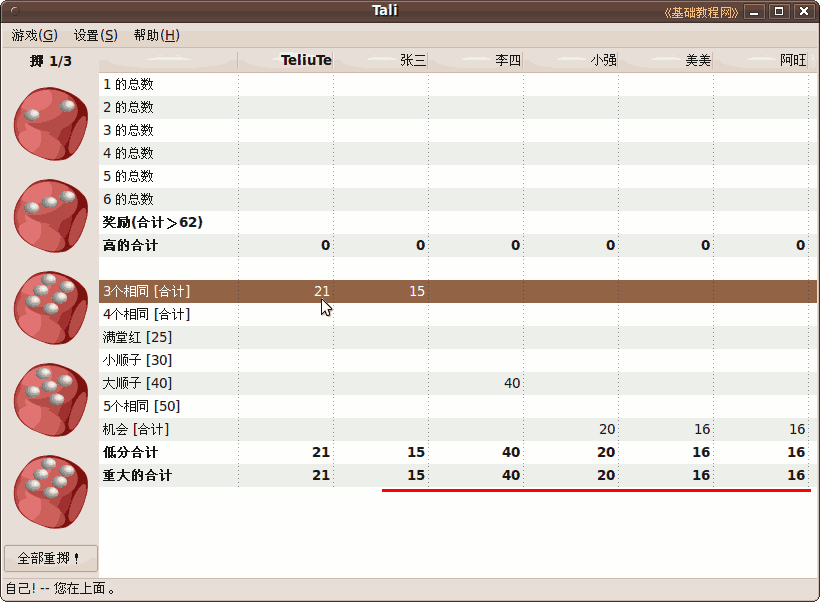 Tali 《基础教程网》
游戏(G) 设置(S) 帮助(H)
掷 1/3 TeliuTe 张三 李四 小强 美美 阿旺
1 的总数
2 的总数
3 的总数
4 的总数
5 的总数
6 的总数
奖励(合计＞62)
高的合计 0 0 0 0 0 0
3个相同 [合计] 21 15
4个相同 [合计]
满堂红 [25]
小顺子 [30]
大顺子 [40] 40
5个相同 [50]
机会 [合计] 20 16 16
低分合计 21 15 40 20 16 16
重大的合计 21 15 40 20 16 16
全部重掷！
自己! -- 您在上面。